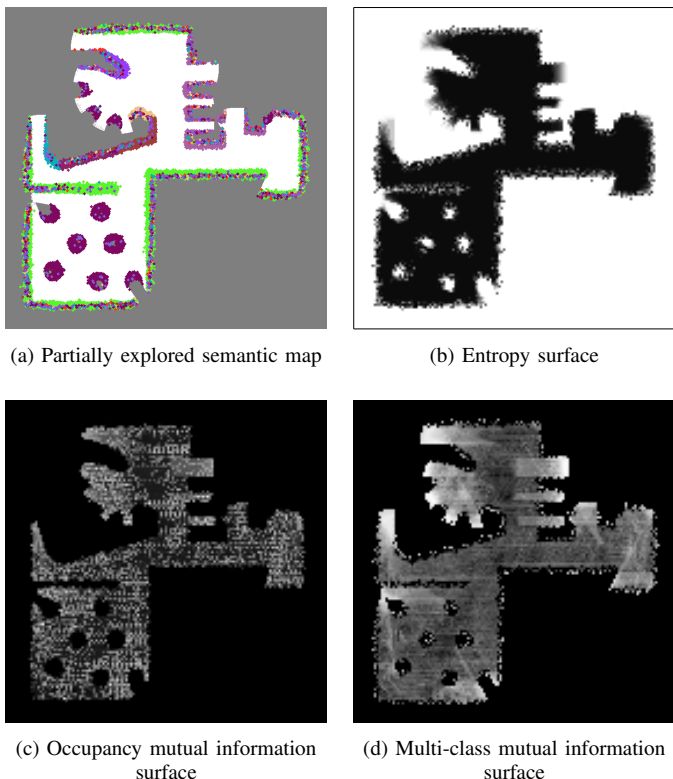 (a) Partially explored semantic map
(b) Entropy surface
(c) Occupancy mutual information
surface
(d) Multi-class mutual information
surface